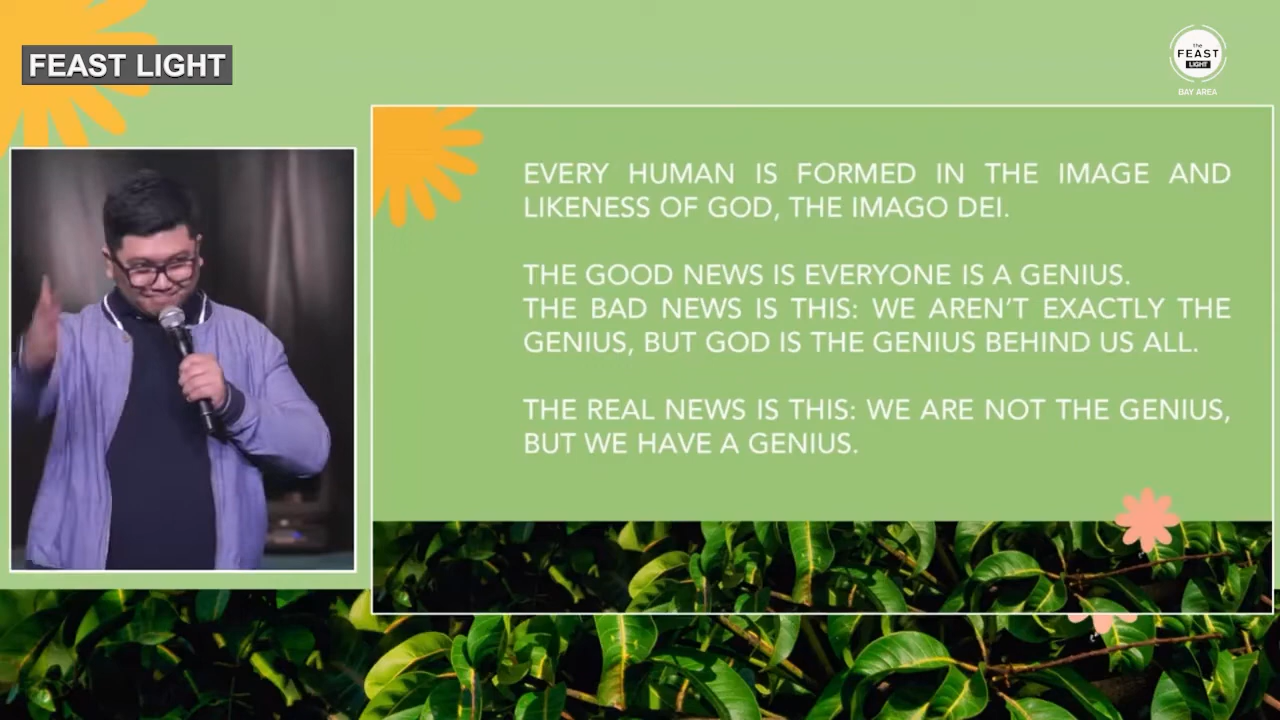 FEAST LIGHT
the
FEAST
LIGHT
BAY AREA
EVERY HUMAN IS FORMED IN THE IMAGE AND
LIKENESS OF GOD, THE IMAGO DEI.
THE GOOD NEWS IS EVERYONE IS A GENIUS.
THE BAD NEWS IS THIS: WE AREN'T EXACTLY THE
GENIUS, BUT GOD IS THE GENIUS BEHIND US ALL.
THE REAL NEWS IS THIS: WE ARE NOT THE GENIUS,
BUT WE HAVE A GENIUS.